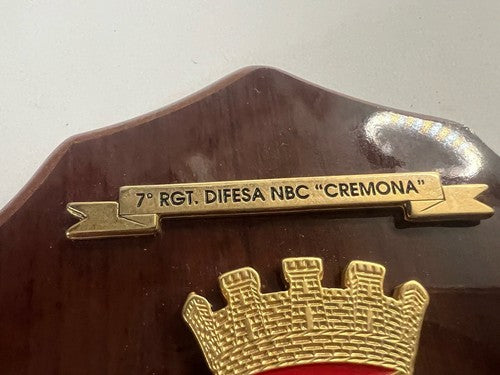 7° RGT. DIFESA NBC "CREMONA"